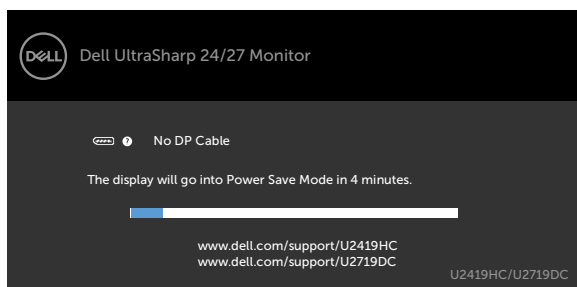 DELL
Dell UltraSharp 24/27 Monitor
? No DP Cable
The display will go into Power Save Mode in 4 minutes.
www.dell.com/support/U2419HC
www.dell.com/support/U2719DC
U2419HC/U2719DC